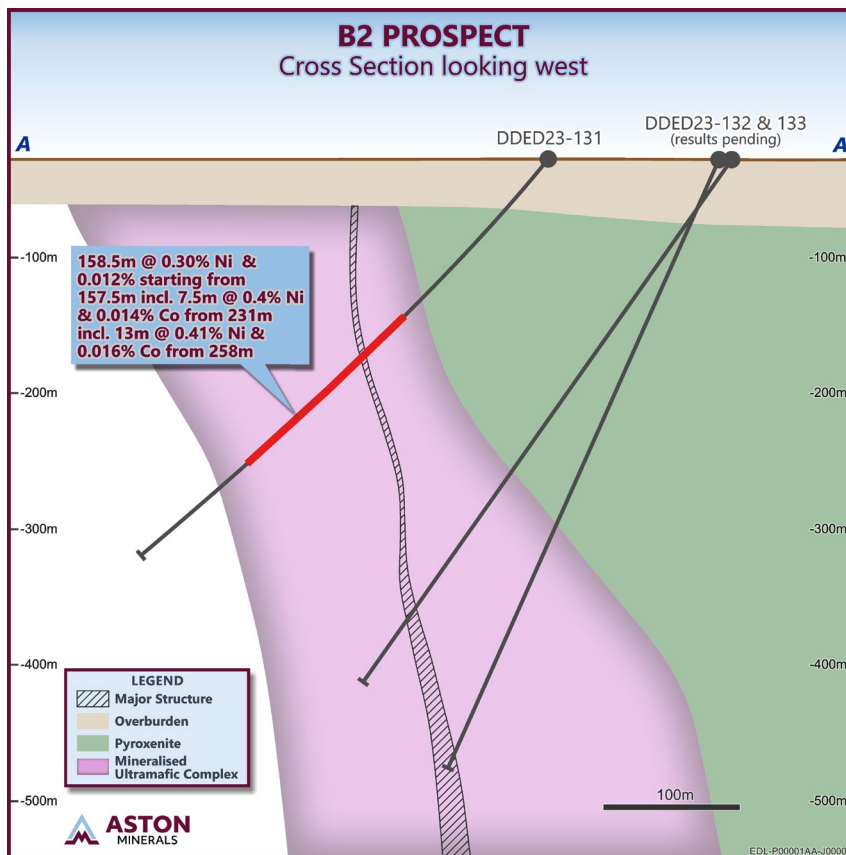 B2 PROSPECT
Cross Section looking west
A
DDED23-131
DDED23-132 & 133
(results pending)
A
-100m
-100m
158.5m @ 0.30% Ni &
0.012% starting from
157.5m incl. 7.5m @ 0.4% Ni
& 0.014% Co from 231m
incl. 13m @ 0.41% Ni &
0.016% Co from 258m
-200m
-200m
-300m
-300m
-400m
-400m
LEGEND
Major Structure
Overburden
Pyroxenite
Mineralised
Ultramafic Complex
-500m
-500m
100m
ASTON
MINERALS
EDL-P00001AA-J0000